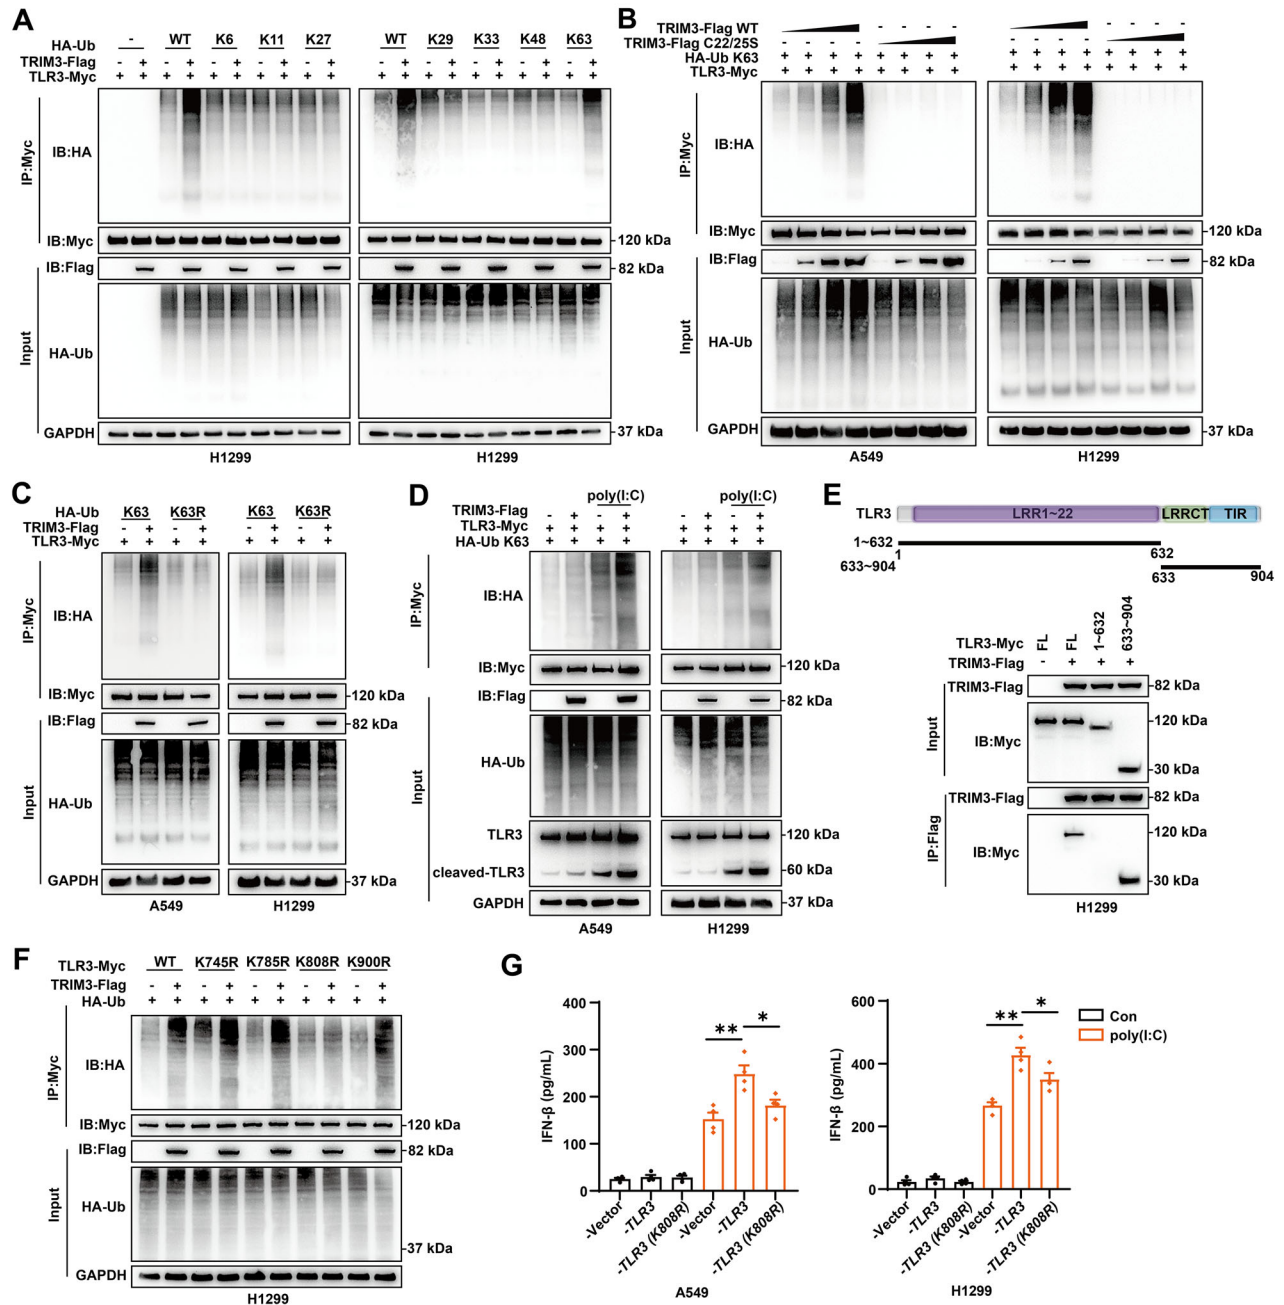 A
HA-Ub - WT K6 K11 K27 WT K29 K33 K48 K63
TRIM3-Flag - + - + - + - + - + - + - + - + - + - +
TLR3-Myc + + + + + + + + + + + + + + + + + + + +
IP:Myc
IB:HA
IB:Myc
120 kDa
Input
IB:Flag
82 kDa
HA-Ub
GAPDH
37 kDa
H1299 H1299
B
TRIM3-Flag WT - - - - - - - -
TRIM3-Flag C22/25S - - - - - - - -
HA-Ub K63 + + + + + + + + + + + + + + + +
TLR3-Myc + + + + + + + + + + + + + + + +
IP:Myc
IB:HA
IB:Myc
120 kDa
Input
IB:Flag
82 kDa
HA-Ub
GAPDH
37 kDa
A549 H1299
C
HA-Ub K63 K63R K63 K63R
TRIM3-Flag - + - + - + - +
TLR3-Myc + + + + + + + +
IP:Myc
IB:HA
IB:Myc
120 kDa
Input
IB:Flag
82 kDa
HA-Ub
GAPDH
37 kDa
A549 H1299
D
poly(I:C) poly(I:C)
TRIM3-Flag - + - + - + - +
TLR3-Myc + + + + + + + +
HA-Ub K63 + + + + + + + +
IP:Myc
IB:HA
IB:Myc
120 kDa
Input
IB:Flag
82 kDa
HA-Ub
TLR3
120 kDa
cleaved-TLR3
60 kDa
GAPDH
37 kDa
A549 H1299
E
TLR3 LRR1~22 LRRCT TIR
1~632
1 632
633~904
633 904
TLR3-Myc FL FL 1~632 633~904
TRIM3-Flag - + + +
Input
TRIM3-Flag
82 kDa
IB:Myc
120 kDa
30 kDa
IP:Flag
TRIM3-Flag
82 kDa
IB:Myc
120 kDa
30 kDa
H1299
F
TLR3-Myc WT K745R K785R K808R K900R
TRIM3-Flag - + - + - + - + - +
HA-Ub + + + + + + + + + +
IP:Myc
IB:HA
IB:Myc
120 kDa
Input
IB:Flag
82 kDa
HA-Ub
37 kDa
GAPDH
H1299
G
IFN-β (pg/mL)
400
300
200
100
0
** *
-Vector
-TLR3
-TLR3 (K808R)
-Vector
-TLR3
-TLR3 (K808R)
A549
IFN-β (pg/mL)
600
400
200
0
** *
-Vector
-TLR3
-TLR3 (K808R)
-Vector
-TLR3
-TLR3 (K808R)
H1299
Con
poly(I:C)